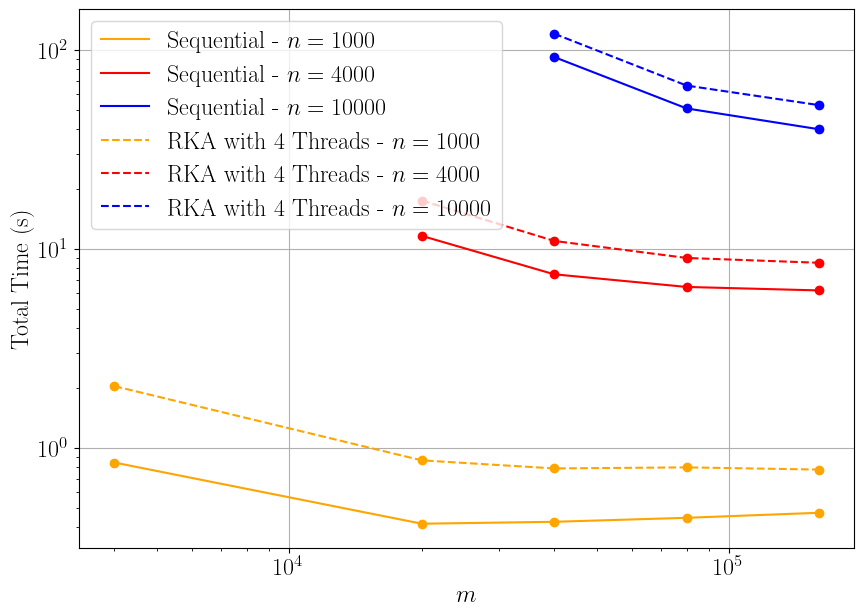 10^2
10^1
10^0
Total Time (s)
Sequential - n = 1000
Sequential - n = 4000
Sequential - n = 10000
RKA with 4 Threads - n = 1000
RKA with 4 Threads - n = 4000
RKA with 4 Threads - n = 10000
10^4
10^5
m